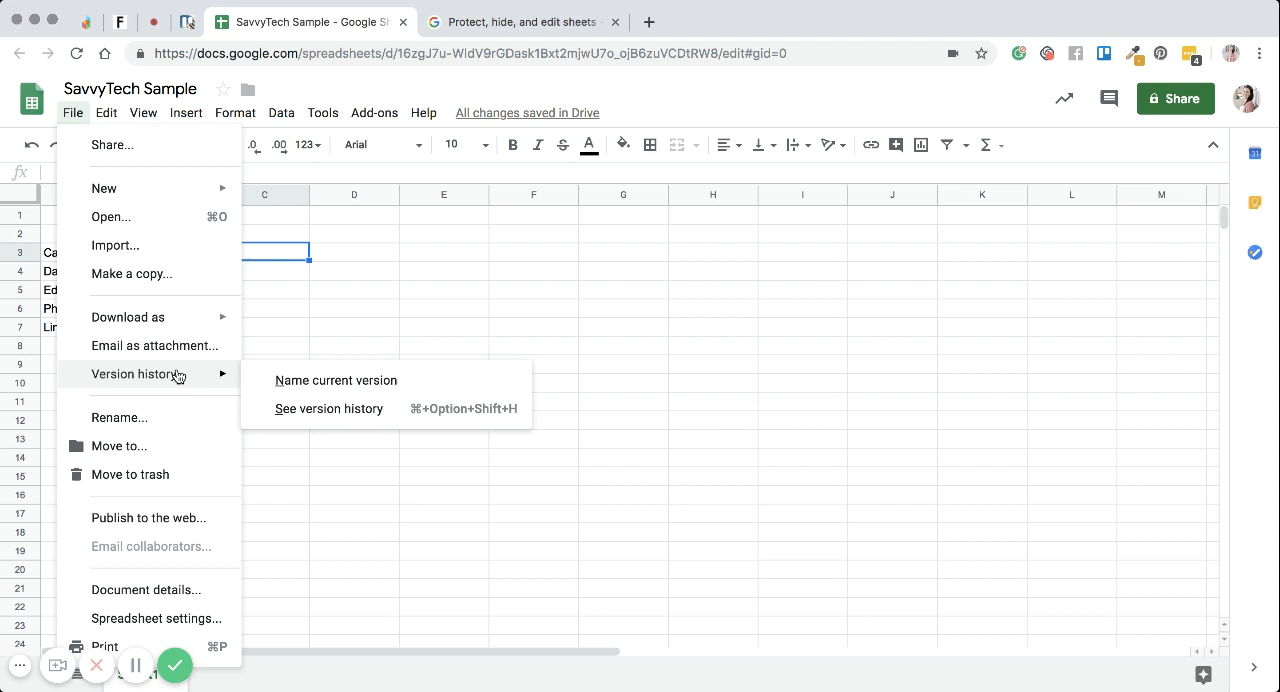 F
SavvyTech Sample - Google Sh
Protect, hide, and edit sheets -
https://docs.google.com/spreadsheets/d/16zgJ7u-WIdV9rGDask1Bxt2mjwU7o_ojB6zuVCDtRW8/edit#gid=0
4
SavvyTech Sample
File Edit View Insert Format Data Tools Add-ons Help All changes saved in Drive
Share
.0 .00 123 Arial 10 B I S A
31
fx
C D E F G H I J K L M
Share...
New
Open... ⌘O
Import...
Make a copy...
Download as
Email as attachment...
Version history
Name current version
See version history ⌘+Option+Shift+H
Rename...
Move to...
Move to trash
Publish to the web...
Email collaborators...
Document details...
Spreadsheet settings...
Print ⌘P
1
2
3 Ca
4 Da
5 Ed
6 Ph
7 Lin
8
9
10
11
12
13
14
15
16
17
18
19
20
21
22
23
24